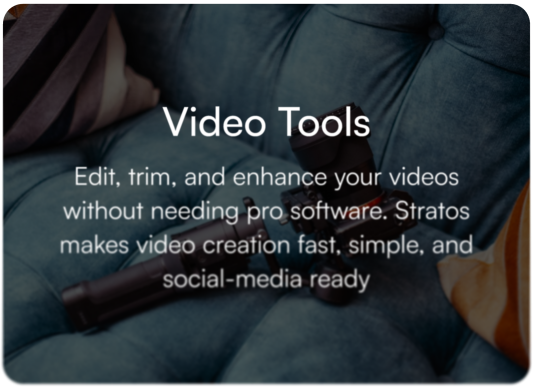 Video Tools
Edit, trim, and enhance your videos
without needing pro software. Stratos
makes video creation fast, simple, and
social-media ready